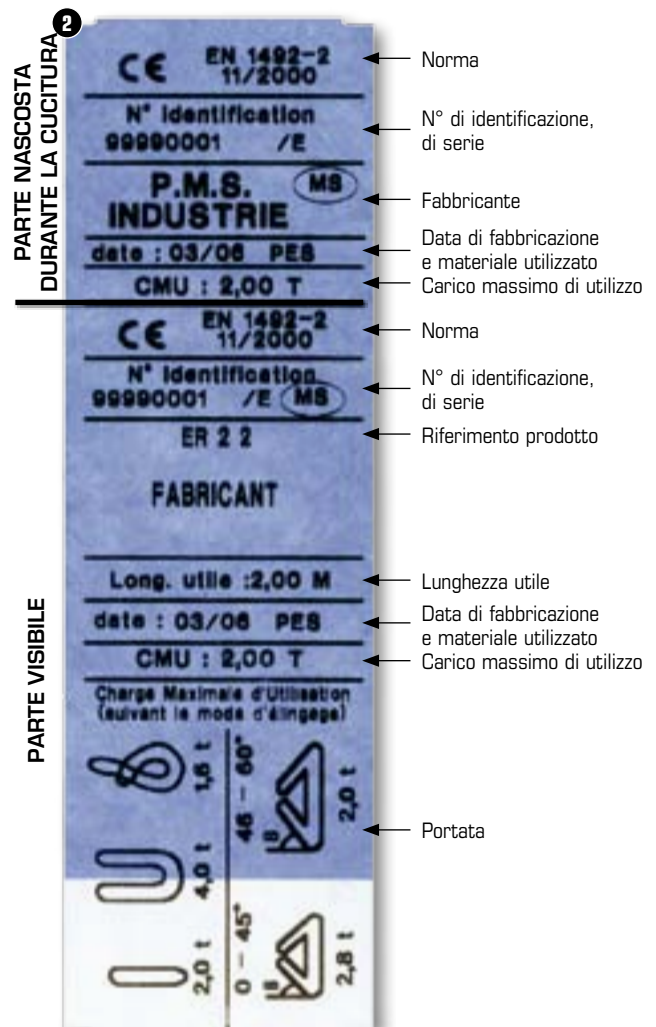 2
PARTE NASCOSTA
DURANTE LA CUCITURA
CE EN 1492-2
11/2000
Norma
N° Identification
99990001 /E
N° di identificazione,
di serie
P.M.S. MS
INDUSTRIE
Fabbricante
date : 03/06 PES
Data di fabbricazione
e materiale utilizzato
CMU : 2,00 T
Carico massimo di utilizzo
PARTE VISIBILE
CE EN 1492-2
11/2000
Norma
N° Identification
99990001 /E MS
N° di identificazione,
di serie
ER 2 2
Riferimento prodotto
FABRICANT
Long. utile :2,00 M
Lunghezza utile
date : 03/06 PES
Data di fabbricazione
e materiale utilizzato
CMU : 2,00 T
Carico massimo di utilizzo
Charge Maximale d'Utilisation
(suivant le mode d'élingage)
1,6 t
46 - 60°
B
2,0 t
Portata
4,0 t
2,0 t
0 - 45°
B
2,8 t